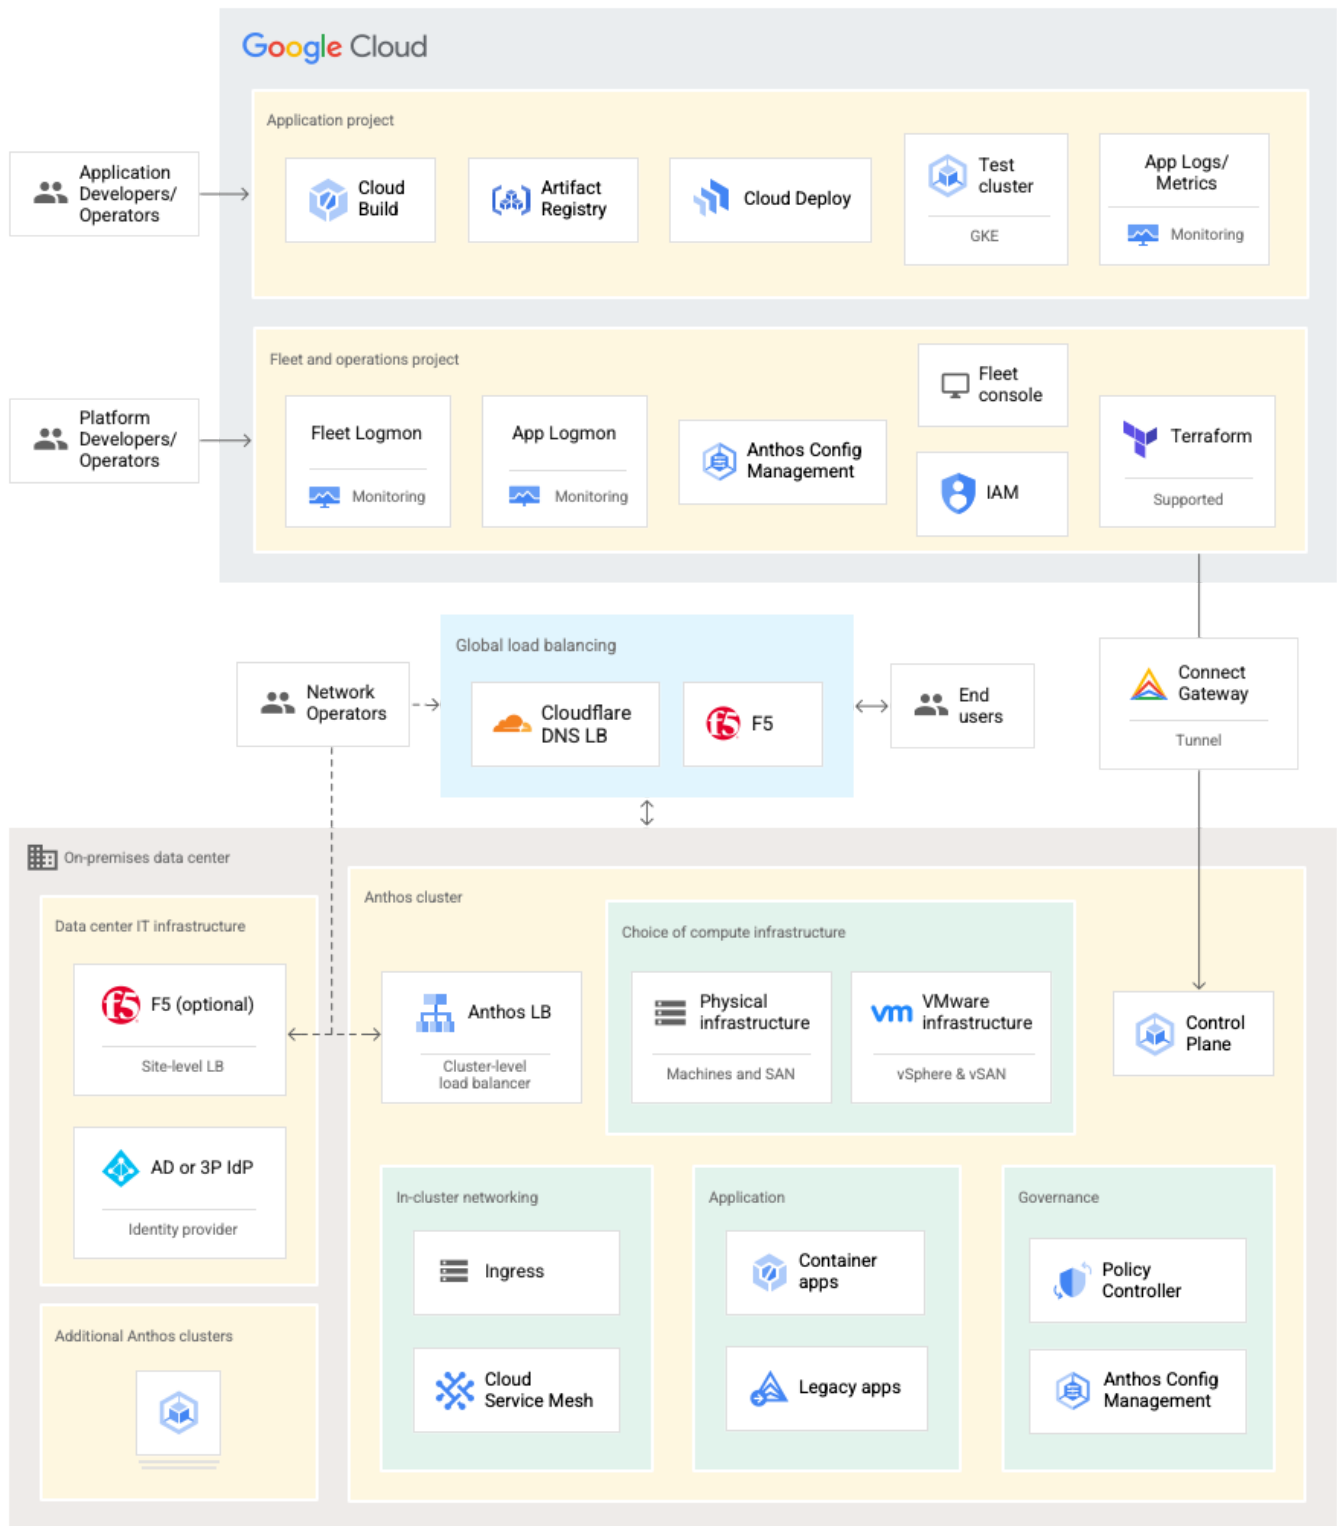 Google Cloud
Application project
Application
Developers/
Operators
Cloud
Build
Artifact
Registry
Cloud Deploy
Test
cluster
GKE
App Logs/
Metrics
Monitoring
Fleet and operations project
Platform
Developers/
Operators
Fleet Logmon
Monitoring
App Logmon
Monitoring
Anthos Config
Management
Fleet
console
IAM
Terraform
Supported
Global load balancing
Network
Operators
Cloudflare
DNS LB
f5
F5
End
users
Connect
Gateway
Tunnel
On-premises data center
Data center IT infrastructure
f5
F5 (optional)
Site-level LB
AD or 3P IdP
Identity provider
Additional Anthos clusters
Anthos cluster
Anthos LB
Cluster-level
load balancer
Choice of compute infrastructure
Physical
infrastructure
Machines and SAN
vm
VMware
infrastructure
vSphere & vSAN
Control
Plane
In-cluster networking
Ingress
Cloud
Service Mesh
Application
Container
apps
Legacy apps
Governance
Policy
Controller
Anthos Config
Management